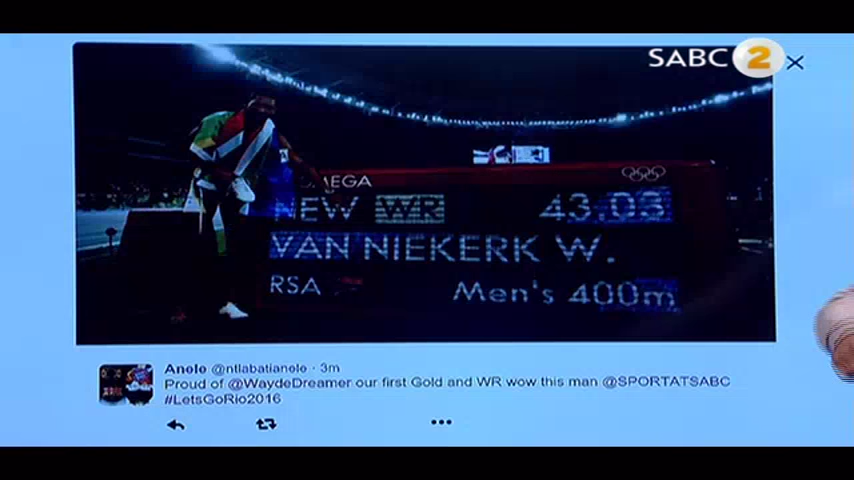 SABC 2
OMEGA
NEW WR 43.03
VAN NIEKERK W.
RSA Men's 400m
Anele @ntlabatianele · 3m
Proud of @WaydeDreamer our first Gold and WR wow this man @SPORTATSABC
#LetsGoRio2016